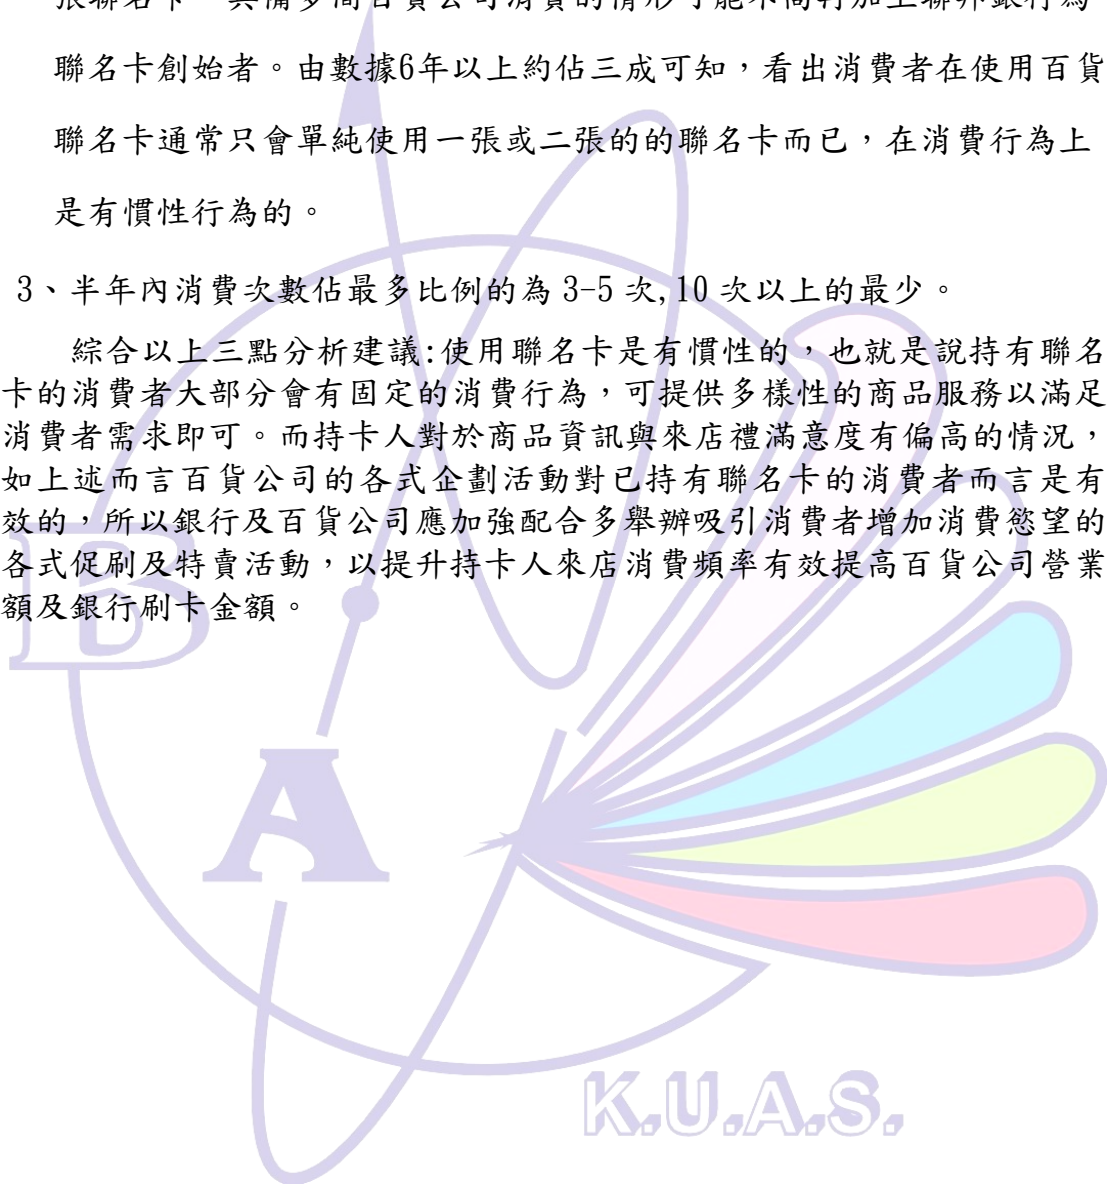 聯名卡創始者。由數據6年以上約佔三成可知，看出消費者在使用百貨
聯名卡通常只會單純使用一張或二張的的聯名卡而已，在消費行為上
是有慣性行為的。
3、半年內消費次數佔最多比例的為 3-5 次,10 次以上的最少。
綜合以上三點分析建議:使用聯名卡是有慣性的，也就是說持有聯名
卡的消費者大部分會有固定的消費行為，可提供多樣性的商品服務以滿足
消費者需求即可。而持卡人對於商品資訊與來店禮滿意度有偏高的情況，
如上述而言百貨公司的各式企劃活動對已持有聯名卡的消費者而言是有
效的，所以銀行及百貨公司應加強配合多舉辦吸引消費者增加消費慾望的
各式促刷及特賣活動，以提升持卡人來店消費頻率有效提高百貨公司營業
額及銀行刷卡金額。
B
A
K.U.A.S.